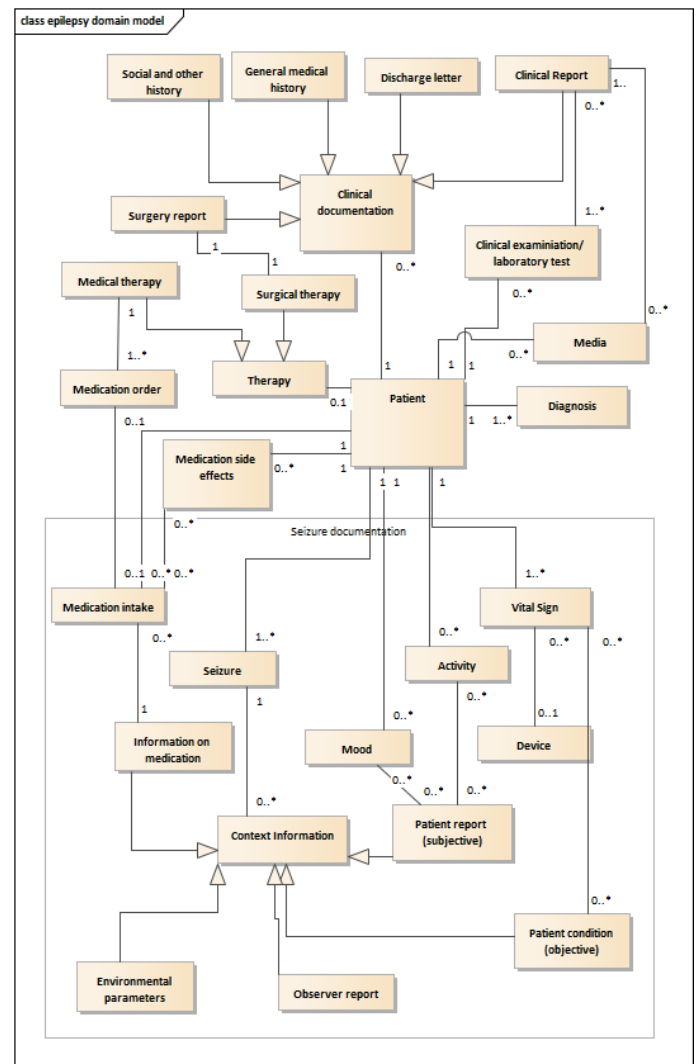 class epilepsy domain model
Social and other
history
General medical
history
Discharge letter
Clinical Report
1..
0..*
Clinical
documentation
Surgery report
1..*
Clinical examiniation/
laboratory test
1
1
0..*
0..*
Medical therapy
Surgical therapy
1
0..*
Media
1..*
1
1
1
0..*
Therapy
Medication order
0.1
Patient
Diagnosis
0..1
1
1..*
1
Medication side
effects
0..*
1
1
1
1
0..*
Seizure documentation
0..1
0..*
0..*
1..*
Medication intake
Vital Sign
0..*
1..*
0..*
0..*
0..*
Seizure
Activity
1
0..*
1
0..*
0..1
Information on
medication
Mood
Device
0..*
0..*
0..*
0..*
Context Information
Patient report
(subjective)
0..*
Patient condition
(objective)
Environmental
parameters
Observer report